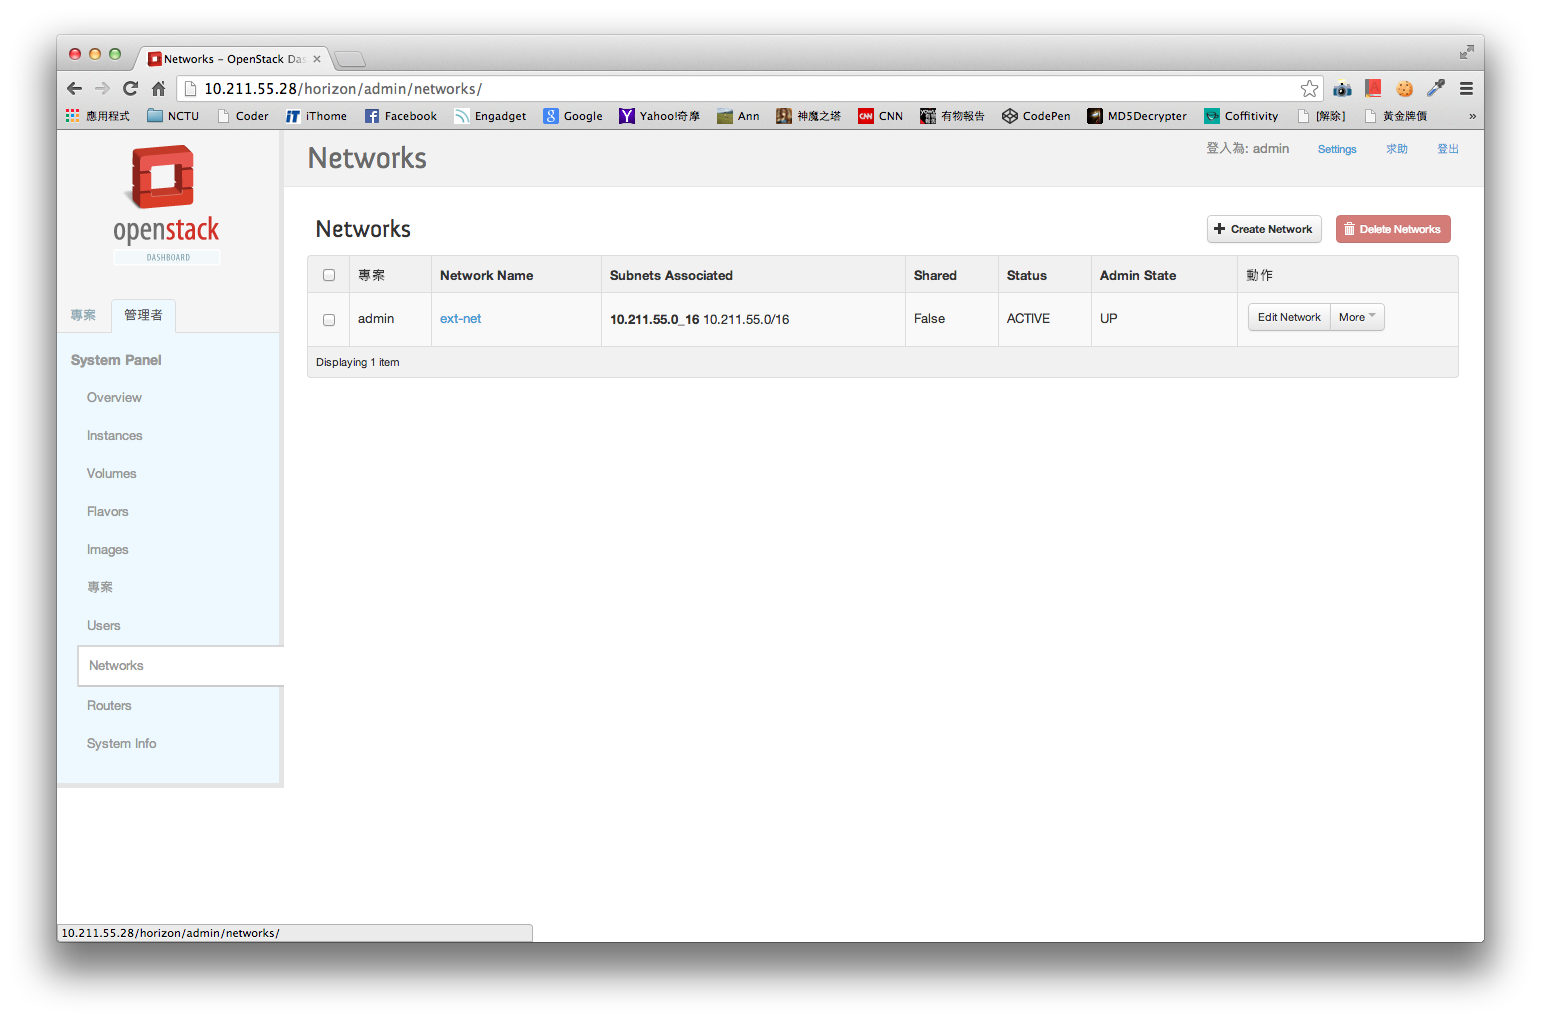 Networks – OpenStack Das
10.211.55.28/horizon/admin/networks/
應用程式 NCTU Coder iT iThome Facebook Engadget Google Yahoo!奇摩 Ann 神魔之塔 CNN 有物報告 CodePen MD5Decrypter Coffitivity [解除] 黃金牌價 »
openstack
DASHBOARD
專案 管理者
System Panel
Overview
Instances
Volumes
Flavors
Images
專案
Users
Networks
Routers
System Info
Networks
登入為: admin Settings 求助 登出
Networks
Create Network Delete Networks
專案 Network Name Subnets Associated Shared Status Admin State 動作
admin ext-net 10.211.55.0_16 10.211.55.0/16 False ACTIVE UP Edit Network More
Displaying 1 item
10.211.55.28/horizon/admin/networks/